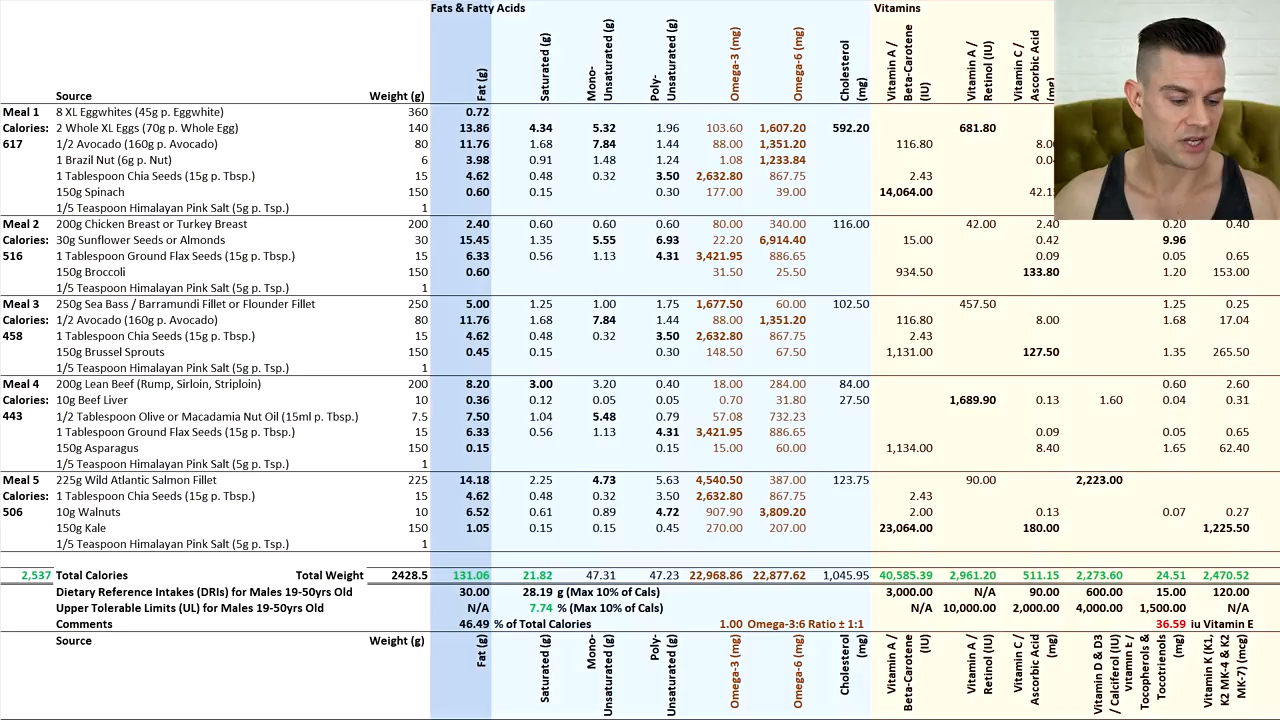 Fats & Fatty Acids Vitamins
Source Weight (g) Fat (g) Saturated (g) Mono-Unsaturated (g) Poly-Unsaturated (g) Omega-3 (mg) Omega-6 (mg) Cholesterol (mg) Vitamin A / Beta-Carotene (IU) Vitamin A / Retinol (IU) Vitamin C / Ascorbic Acid (mg)
Meal 1 8 XL Eggwhites (45g p. Eggwhite) 360 0.72
Calories: 2 Whole XL Eggs (70g p. Whole Egg) 140 13.86 4.34 5.32 1.96 103.60 1,607.20 592.20 681.80
617 1/2 Avocado (160g p. Avocado) 80 11.76 1.68 7.84 1.44 88.00 1,351.20 116.80 8.0
1 Brazil Nut (6g p. Nut) 6 3.98 0.91 1.48 1.24 1.08 1,233.84 0.0
1 Tablespoon Chia Seeds (15g p. Tbsp.) 15 4.62 0.48 0.32 3.50 2,632.80 867.75 2.43
150g Spinach 150 0.60 0.15 0.30 177.00 39.00 14,064.00 42.1
1/5 Teaspoon Himalayan Pink Salt (5g p. Tsp.) 1
Meal 2 200g Chicken Breast or Turkey Breast 200 2.40 0.60 0.60 0.60 80.00 340.00 116.00 42.00 2.40 0.20 0.40
Calories: 30g Sunflower Seeds or Almonds 30 15.45 1.35 5.55 6.93 22.20 6,914.40 15.00 0.42 9.96
516 1 Tablespoon Ground Flax Seeds (15g p. Tbsp.) 15 6.33 0.56 1.13 4.31 3,421.95 886.65 0.09 0.05 0.65
150g Broccoli 150 0.60 31.50 25.50 934.50 133.80 1.20 153.00
1/5 Teaspoon Himalayan Pink Salt (5g p. Tsp.) 1
Meal 3 250g Sea Bass / Barramundi Fillet or Flounder Fillet 250 5.00 1.25 1.00 1.75 1,677.50 60.00 102.50 457.50 1.25 0.25
Calories: 1/2 Avocado (160g p. Avocado) 80 11.76 1.68 7.84 1.44 88.00 1,351.20 116.80 8.00 1.68 17.04
458 1 Tablespoon Chia Seeds (15g p. Tbsp.) 15 4.62 0.48 0.32 3.50 2,632.80 867.75 2.43
150g Brussel Sprouts 150 0.45 0.15 0.30 148.50 67.50 1,131.00 127.50 1.35 265.50
1/5 Teaspoon Himalayan Pink Salt (5g p. Tsp.) 1
Meal 4 200g Lean Beef (Rump, Sirloin, Striploin) 200 8.20 3.00 3.20 0.40 18.00 284.00 84.00 0.60 2.60
Calories: 10g Beef Liver 10 0.36 0.12 0.05 0.05 0.70 31.80 27.50 1,689.90 0.13 1.60 0.04 0.31
443 1/2 Tablespoon Olive or Macadamia Nut Oil (15ml p. Tbsp.) 7.5 7.50 1.04 5.48 0.79 57.08 732.23
1 Tablespoon Ground Flax Seeds (15g p. Tbsp.) 15 6.33 0.56 1.13 4.31 3,421.95 886.65 0.09 0.05 0.65
150g Asparagus 150 0.15 0.15 15.00 60.00 1,134.00 8.40 1.65 62.40
1/5 Teaspoon Himalayan Pink Salt (5g p. Tsp.) 1
Meal 5 225g Wild Atlantic Salmon Fillet 225 14.18 2.25 4.73 5.63 4,540.50 387.00 123.75 90.00 2,223.00
Calories: 1 Tablespoon Chia Seeds (15g p. Tbsp.) 15 4.62 0.48 0.32 3.50 2,632.80 867.75 2.43
506 10g Walnuts 10 6.52 0.61 0.89 4.72 907.90 3,809.20 2.00 0.13 0.07 0.27
150g Kale 150 1.05 0.15 0.15 0.45 270.00 207.00 23,064.00 180.00 1,225.50
1/5 Teaspoon Himalayan Pink Salt (5g p. Tsp.) 1
2,537 Total Calories Total Weight 2428.5 131.06 21.82 47.31 47.23 22,968.86 22,877.62 1,045.95 40,585.39 2,961.20 511.15 2,273.60 24.51 2,470.52
Dietary Reference Intakes (DRIs) for Males 19-50yrs Old 30.00 28.19 g (Max 10% of Cals) 3,000.00 N/A 90.00 600.00 15.00 120.00
Upper Tolerable Limits (UL) for Males 19-50yrs Old N/A 7.74 % (Max 10% of Cals) N/A 10,000.00 2,000.00 4,000.00 1,500.00 N/A
Comments 46.49 % of Total Calories 1.00 Omega-3:6 Ratio ± 1:1 36.59 iu Vitamin E
Source Weight (g) Fat (g) Saturated (g) Mono-Unsaturated (g) Poly-Unsaturated (g) Omega-3 (mg) Omega-6 (mg) Cholesterol (mg) Vitamin A / Beta-Carotene (IU) Vitamin A / Retinol (IU) Vitamin C / Ascorbic Acid (mg) Vitamin D & D3 / Calciferol (IU) Vitamin E / Tocopherols & Tocotrienols (mg) Vitamin K (K1, K2 MK-4 & K2 MK-7) (mcg)